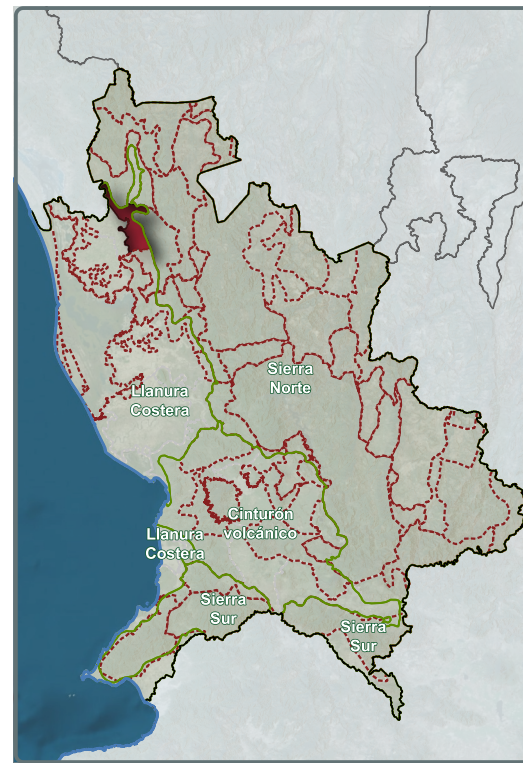 Sierra
Norte
Llanura
Costera
Cinturón
volcánico
Llanura
Costera
Sierra
Sur
Sierra
Sur